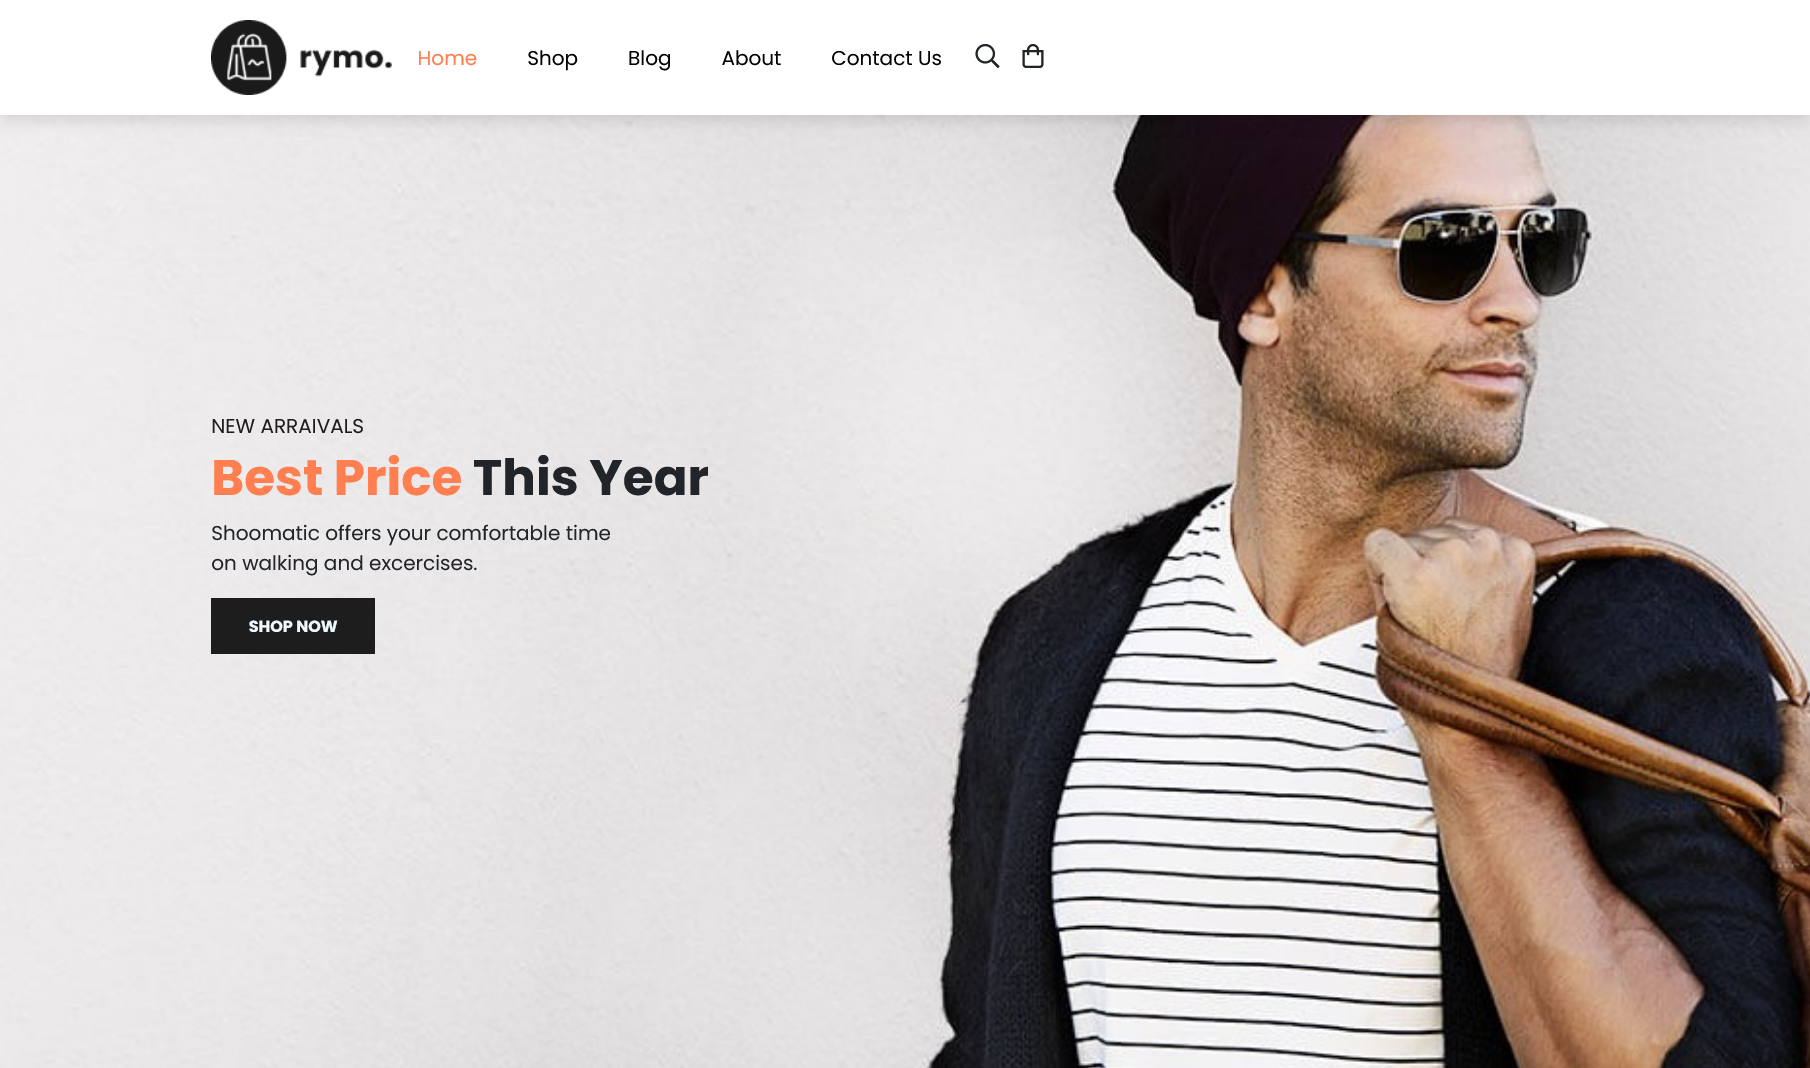 rymo. Home Shop Blog About Contact Us
NEW ARRAIVALS
Best Price This Year
Shoomatic offers your comfortable time
on walking and excercises.
SHOP NOW